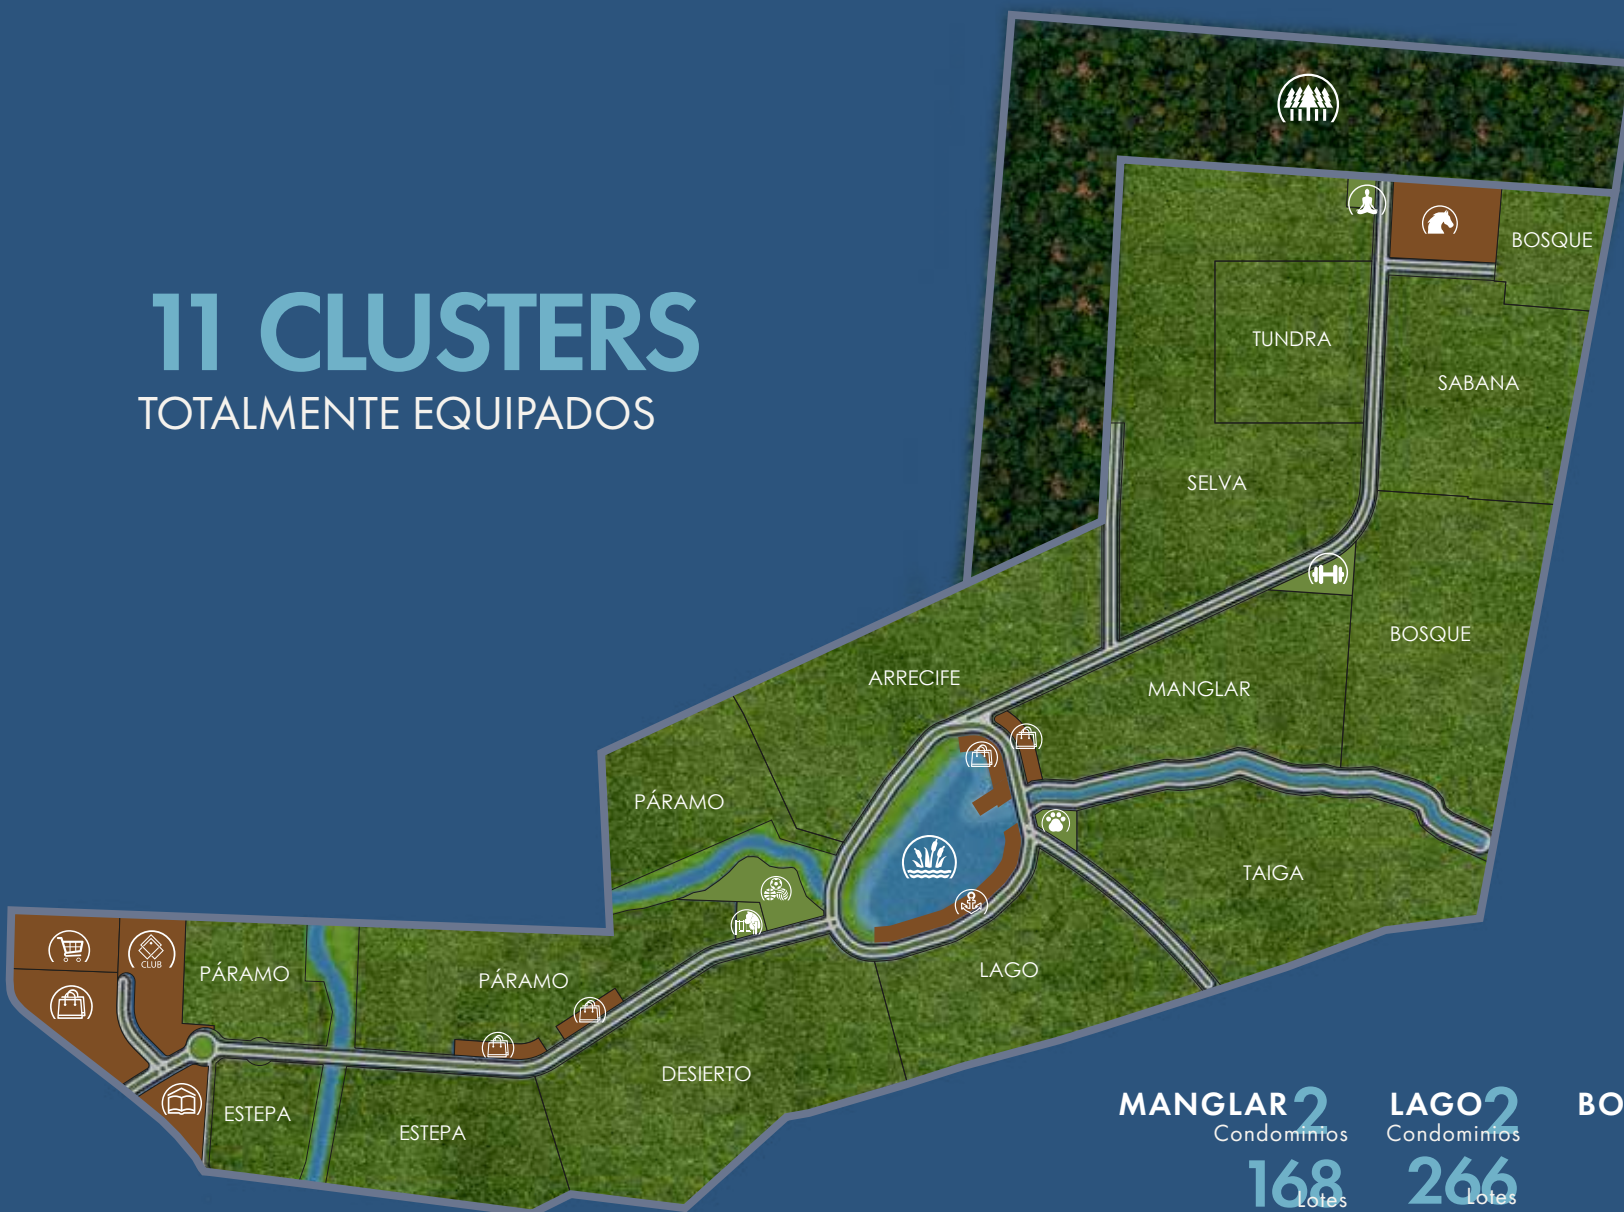 11 CLUSTERS
TOTALMENTE EQUIPADOS
BOSQUE
TUNDRA
SABANA
SELVA
BOSQUE
ARRECIFE
MANGLAR
PÁRAMO
TAIGA
LAGO
CLUB
PÁRAMO
PÁRAMO
DESIERTO
ESTEPA
ESTEPA
MANGLAR 2
Condominios
168
Lotes
LAGO 2
Condominios
266
Lotes
BO